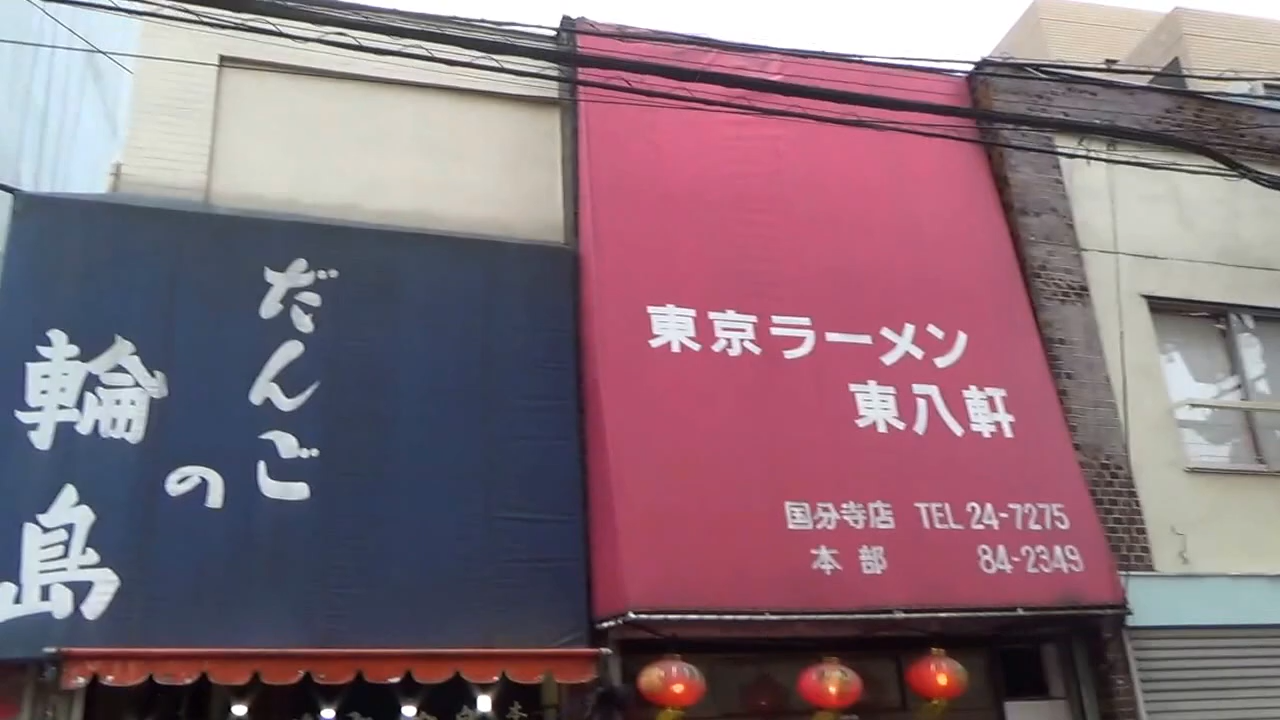 だんご
の
輪島
東京ラーメン
東八軒
国分寺店 TEL 24-7275
本部 84-2349